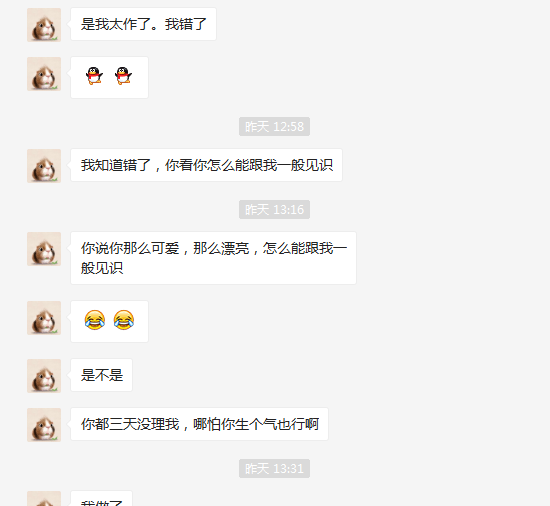 是我太作了。我错了
昨天 12:58
我知道错了，你看你怎么能跟我一般见识
昨天 13:16
你说你那么可爱，那么漂亮，怎么能跟我一
般见识
是不是
你都三天没理我，哪怕你生个气也行啊
昨天 13:31
我做了